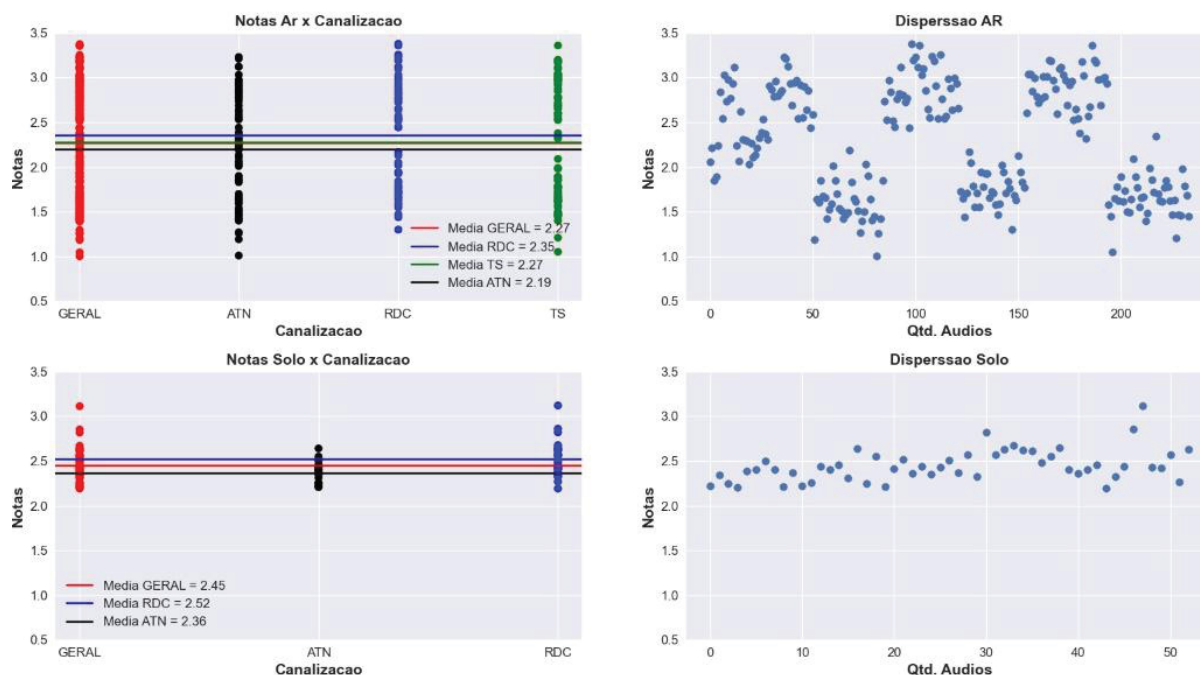 Notas Ar x Canalizacao
3.5
3.0
2.5
2.0
1.5
1.0
0.5
Notas
Media GERAL = 2.27
Media RDC = 2.35
Media TS = 2.27
Media ATN = 2.19
GERAL ATN RDC TS
Canalizacao
Disperssao AR
3.5
3.0
2.5
2.0
1.5
1.0
0.5
Notas
0 50 100 150 200
Qtd. Audios
Notas Solo x Canalizacao
3.5
3.0
2.5
2.0
1.5
1.0
0.5
Notas
Media GERAL = 2.45
Media RDC = 2.52
Media ATN = 2.36
GERAL ATN RDC
Canalizacao
Disperssao Solo
3.5
3.0
2.5
2.0
1.5
1.0
0.5
Notas
0 10 20 30 40 50
Qtd. Audios